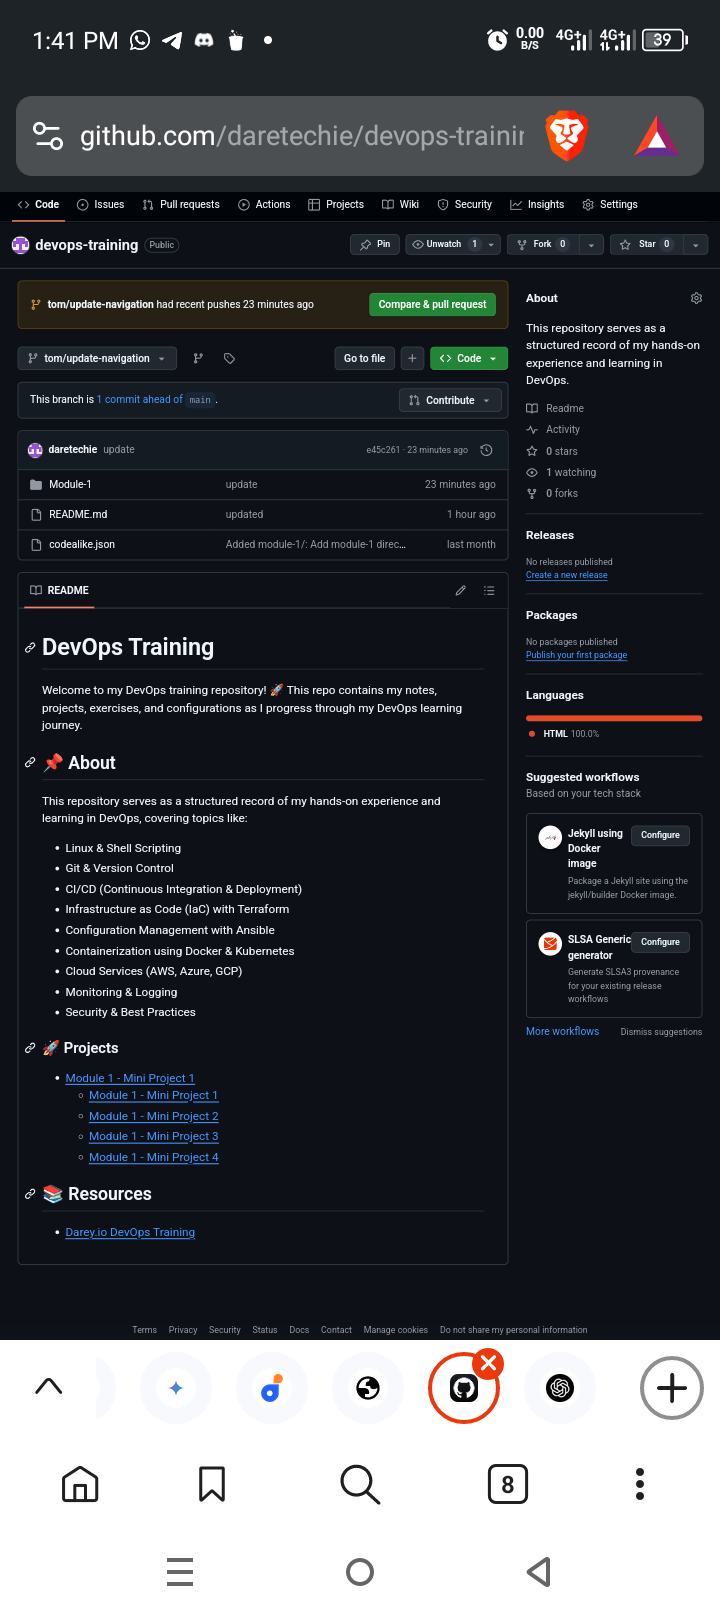 1:41 PM
0.00
B/S
4G+
4G+
39
github.com/daretechie/devops-trainin
Code
Issues
Pull requests
Actions
Projects
Wiki
Security
Insights
Settings
devops-training
Public
Pin
Unwatch 1
Fork 0
Star 0
tom/update-navigation had recent pushes 23 minutes ago
Compare & pull request
tom/update-navigation
Go to file
Code
This branch is 1 commit ahead of main .
Contribute
daretechie update
e45c261 · 23 minutes ago
Module-1 update 23 minutes ago
README.md updated 1 hour ago
codealike.json Added module-1/: Add module-1 direc... last month
README
DevOps Training
Welcome to my DevOps training repository! 🚀 This repo contains my notes,
projects, exercises, and configurations as I progress through my DevOps learning
journey.
📌 About
This repository serves as a structured record of my hands-on experience and
learning in DevOps, covering topics like:
• Linux & Shell Scripting
• Git & Version Control
• CI/CD (Continuous Integration & Deployment)
• Infrastructure as Code (IaC) with Terraform
• Configuration Management with Ansible
• Containerization using Docker & Kubernetes
• Cloud Services (AWS, Azure, GCP)
• Monitoring & Logging
• Security & Best Practices
🚀 Projects
• Module 1 - Mini Project 1
◦ Module 1 - Mini Project 1
◦ Module 1 - Mini Project 2
◦ Module 1 - Mini Project 3
◦ Module 1 - Mini Project 4
📚 Resources
• Darey.io DevOps Training
About
This repository serves as a
structured record of my hands-on
experience and learning in
DevOps.
Readme
Activity
0 stars
1 watching
0 forks
Releases
No releases published
Create a new release
Packages
No packages published
Publish your first package
Languages
HTML 100.0%
Suggested workflows
Based on your tech stack
Jekyll using
Docker
image
Configure
Package a Jekyll site using the
jekyll/builder Docker image.
SLSA Generic
generator
Configure
Generate SLSA3 provenance
for your existing release
workflows
More workflows
Dismiss suggestions
Terms Privacy Security Status Docs Contact Manage cookies Do not share my personal information
8